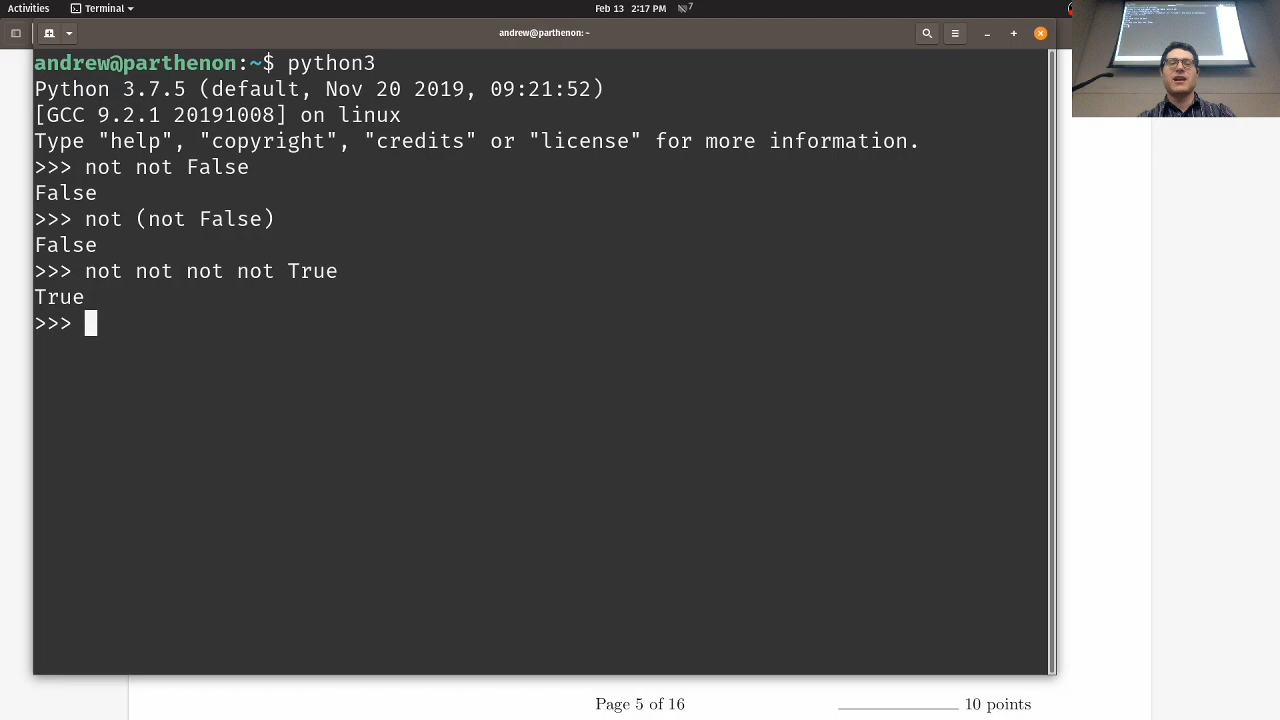 Activities
Terminal
Feb 13 2:17 PM
7
andrew@parthenon: ~
andrew@parthenon:~$ python3
Python 3.7.5 (default, Nov 20 2019, 09:21:52)
[GCC 9.2.1 20191008] on linux
Type "help", "copyright", "credits" or "license" for more information.
>>> not not False
False
>>> not (not False)
False
>>> not not not not True
True
>>>
Page 5 of 16
10 points